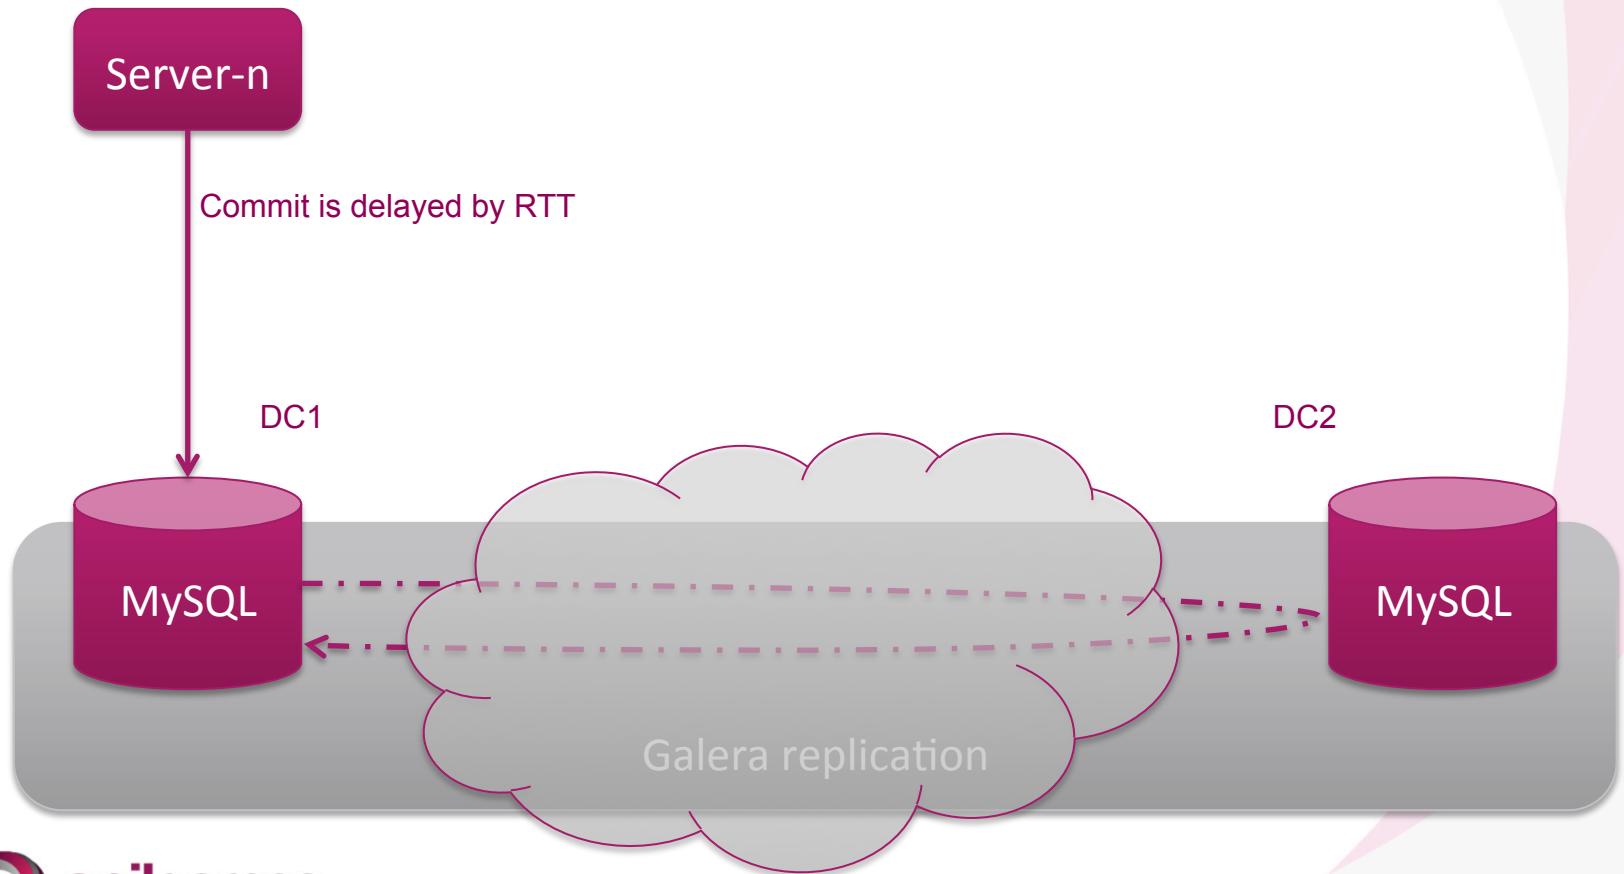 Server-n
Commit is delayed by RTT
DC1
DC2
MySQL
MySQL
Galera replication